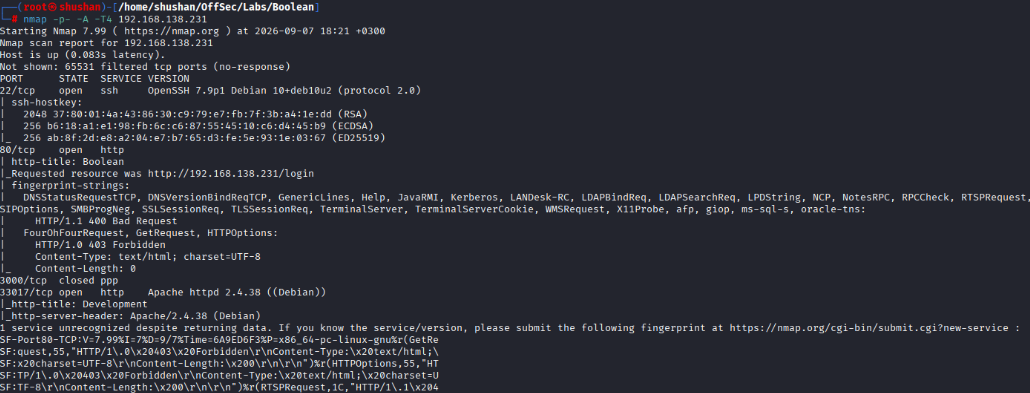 ┌──(root㉿shushan)-[/home/shushan/OffSec/Labs/Boolean]
└─# nmap -p- -A -T4 192.168.138.231
Starting Nmap 7.99 ( https://nmap.org ) at 2026-09-07 18:21 +0300
Nmap scan report for 192.168.138.231
Host is up (0.083s latency).
Not shown: 65531 filtered tcp ports (no-response)
PORT      STATE  SERVICE VERSION
22/tcp    open   ssh     OpenSSH 7.9p1 Debian 10+deb10u2 (protocol 2.0)
| ssh-hostkey:
|   2048 37:80:01:4a:43:86:30:c9:79:e7:fb:7f:3b:a4:1e:dd (RSA)
|   256 b6:18:a1:e1:98:fb:6c:c6:87:55:45:10:c6:d4:45:b9 (ECDSA)
|_  256 ab:8f:2d:e8:a2:04:e7:b7:65:d3:fe:5e:93:1e:03:67 (ED25519)
80/tcp    open   http
| http-title: Boolean
|_Requested resource was http://192.168.138.231/login
| fingerprint-strings:
|   DNSStatusRequestTCP, DNSVersionBindReqTCP, GenericLines, Help, JavaRMI, Kerberos, LANDesk-RC, LDAPBindReq, LDAPSearchReq, LPDString, NCP, NotesRPC, RPCCheck, RTSPRequest,
SIPOptions, SMBProgNeg, SSLSessionReq, TLSSessionReq, TerminalServer, TerminalServerCookie, WMSRequest, X11Probe, afp, giop, ms-sql-s, oracle-tns:
|     HTTP/1.1 400 Bad Request
|   FourOhFourRequest, GetRequest, HTTPOptions:
|     HTTP/1.0 403 Forbidden
|     Content-Type: text/html; charset=UTF-8
|_    Content-Length: 0
3000/tcp  closed ppp
33017/tcp open   http    Apache httpd 2.4.38 ((Debian))
|_http-title: Development
|_http-server-header: Apache/2.4.38 (Debian)
1 service unrecognized despite returning data. If you know the service/version, please submit the following fingerprint at https://nmap.org/cgi-bin/submit.cgi?new-service :
SF-Port80-TCP:V=7.99%I=7%D=9/7%Time=6A9ED6F3%P=x86_64-pc-linux-gnu%r(GetRe
SF:quest,55,"HTTP/1\.0\x20403\x20Forbidden\r\nContent-Type:\x20text/html;\
SF:x20charset=UTF-8\r\nContent-Length:\x200\r\n\r\n")%r(HTTPOptions,55,"HT
SF:TP/1\.0\x20403\x20Forbidden\r\nContent-Type:\x20text/html;\x20charset=U
SF:TF-8\r\nContent-Length:\x200\r\n\r\n")%r(RTSPRequest,1C,"HTTP/1\.1\x204